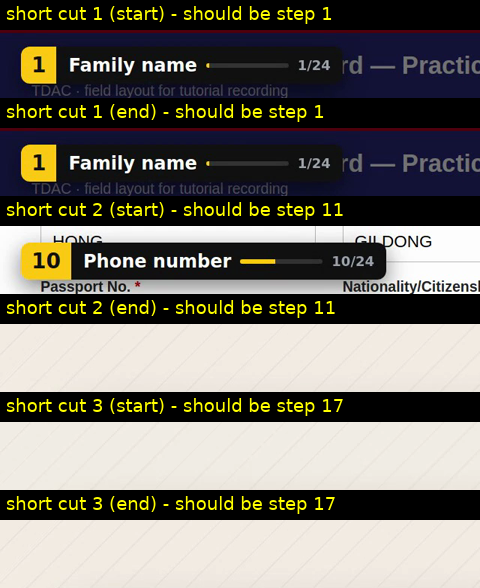 short cut 1 (start) - should be step 1
1 Family name 1/24
rd — Practic
TDAC · field layout for tutorial recording
short cut 1 (end) - should be step 1
1 Family name 1/24
rd — Practic
TDAC · field layout for tutorial recording
short cut 2 (start) - should be step 11
HONG GILDONG
10 Phone number 10/24
Passport No. * Nationality/Citizensh
short cut 2 (end) - should be step 11
short cut 3 (start) - should be step 17
short cut 3 (end) - should be step 17